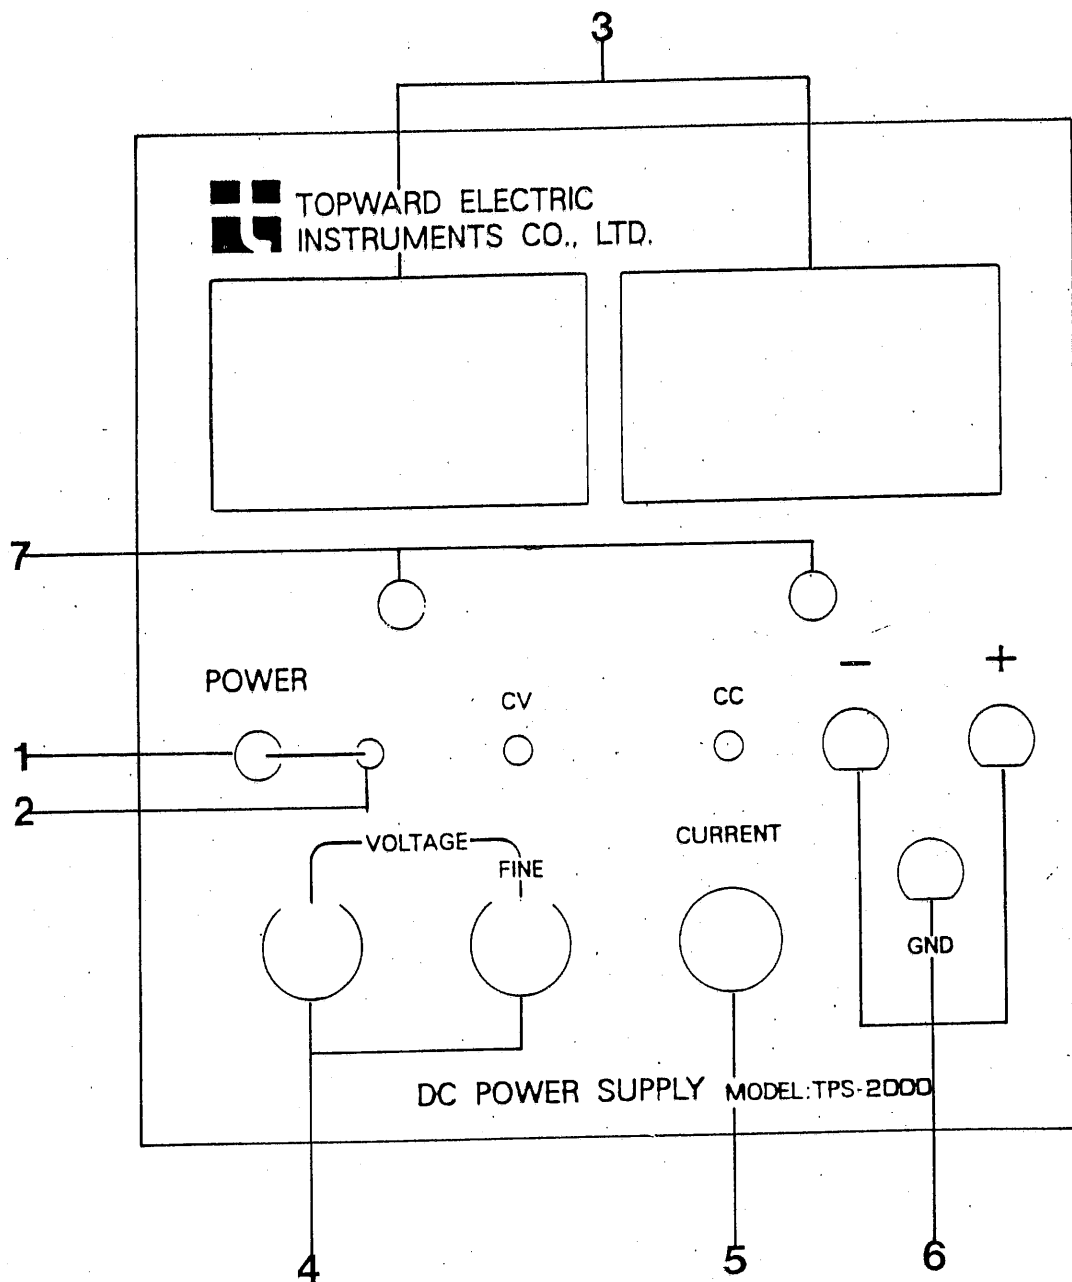 3
TOPWARD ELECTRIC
INSTRUMENTS CO., LTD.
7
− +
POWER
CV
CC
1
2
VOLTAGE
CURRENT
FINE
GND
DC POWER SUPPLY MODEL:TPS-2000
4
5
6